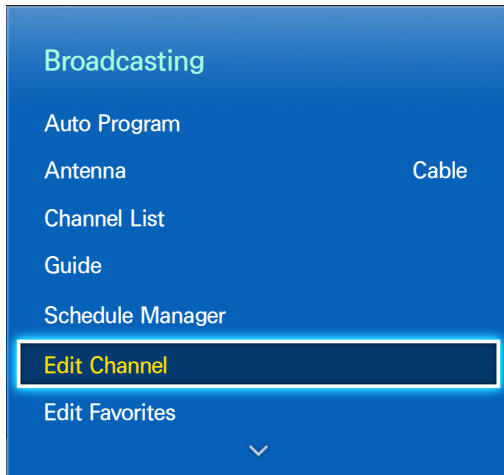 Broadcasting
Auto Program
Antenna Cable
Channel List
Guide
Schedule Manager
Edit Channel
Edit Favorites